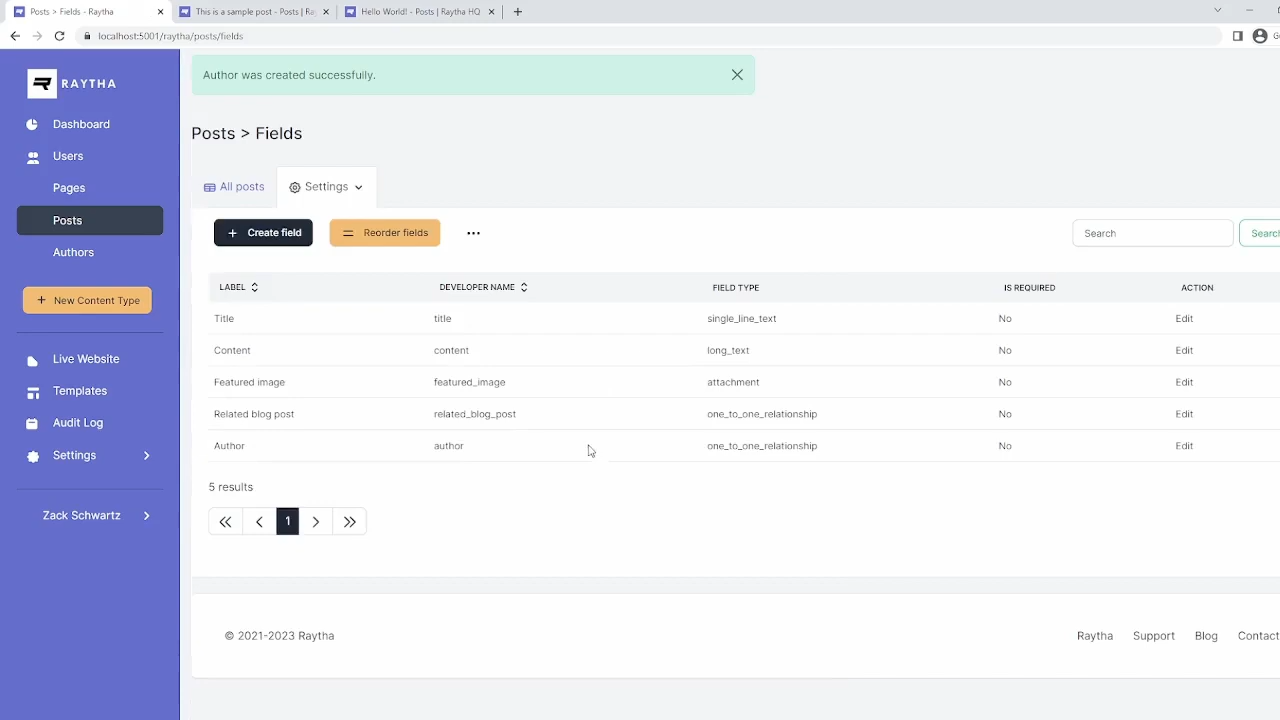 Posts > Fields - Raytha
This is a sample post - Posts | Ray
Hello World! - Posts | Raytha HQ
localhost:5001/raytha/posts/fields
RAYTHA
Dashboard
Users
Pages
Posts
Authors
New Content Type
Live Website
Templates
Audit Log
Settings
Zack Schwartz
Author was created successfully.
Posts > Fields
All posts
Settings
Create field
Reorder fields
...
Search
Search
LABEL DEVELOPER NAME FIELD TYPE IS REQUIRED ACTION
Title title single_line_text No Edit
Content content long_text No Edit
Featured image featured_image attachment No Edit
Related blog post related_blog_post one_to_one_relationship No Edit
Author author one_to_one_relationship No Edit
5 results
1
© 2021-2023 Raytha
Raytha Support Blog Contact